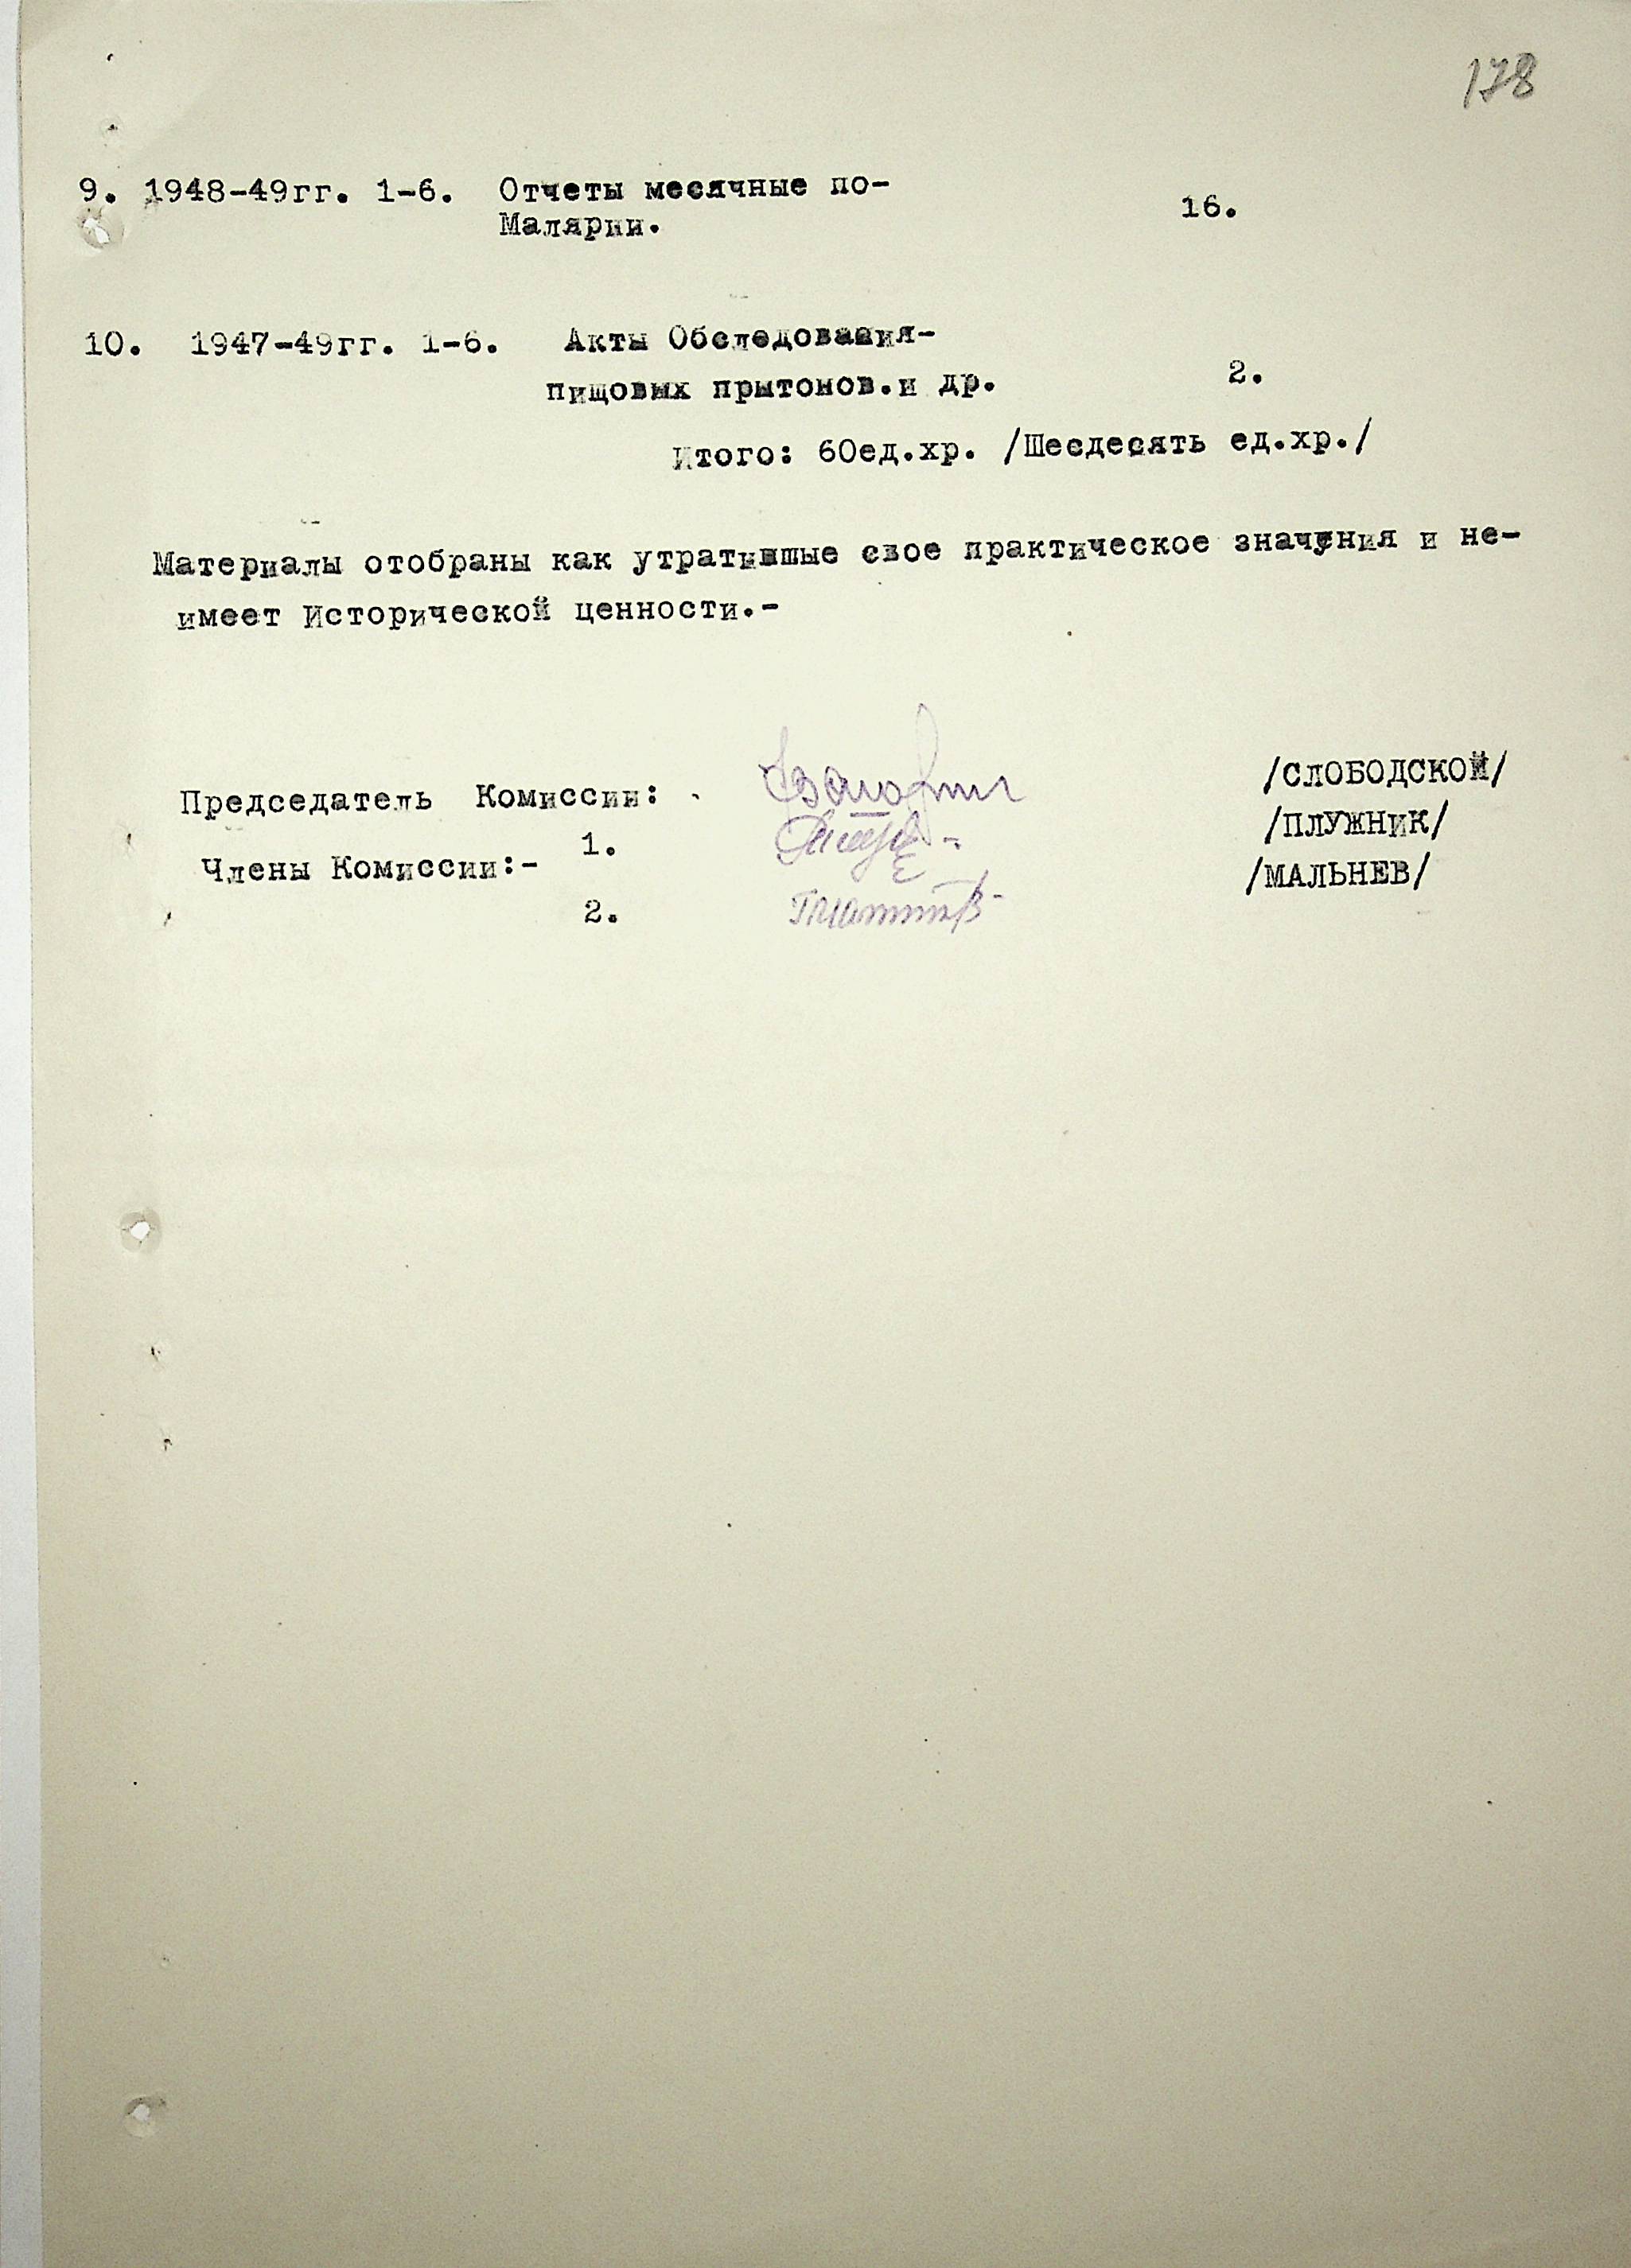 178
9. 1948-49гг. 1-6. Отчеты месячные по- 16.
Малярии.
10. 1947-49гг. 1-6. Акты Обследования-
пищовых прытонов.и др. 2.
Итого: 60ед.хр. /Шесдесять ед.хр./
Материалы отобраны как утратывшые свое практическое значения и не-
имеет Исторической ценности.-
Председатель Комиссии: /СЛОБОДСКОЙ/
Члены Комиссии:- 1. /ПЛУЖНИК/
2. /МАЛЬНЕВ/